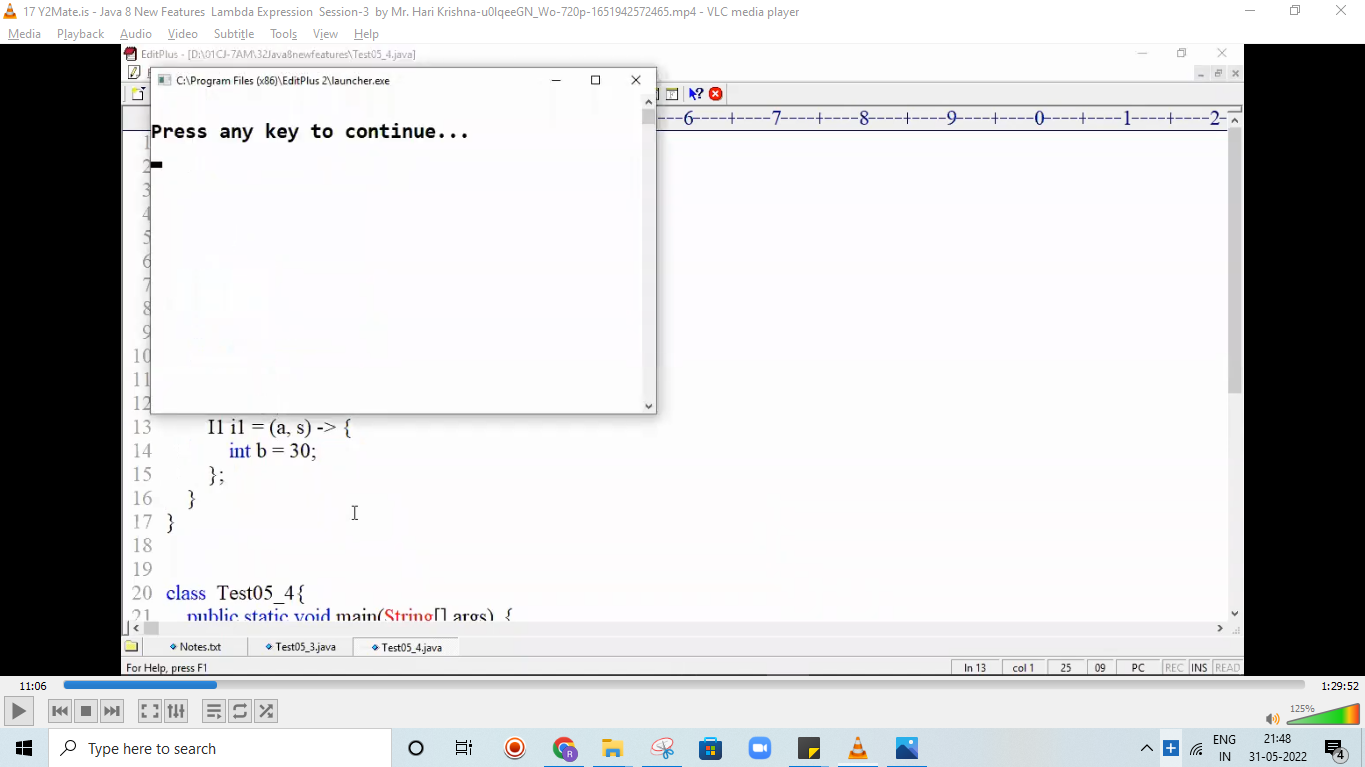 17 Y2Mate.is - Java 8 New Features  Lambda Expression  Session-3  by Mr. Hari Krishna-u0lqeeGN_Wo-720p-1651942572465.mp4 - VLC media player
Media Playback Audio Video Subtitle Tools View Help
EditPlus - [D:\01CJ-7AM\32Java8newfeatures\Test05_4.java]
C:\Program Files (x86)\EditPlus 2\launcher.exe
---6----+----7----+----8----+----9----+----0----+----1----+----2-
Press any key to continue...
1
2
3
4
5
6
7
8
9
10
11
12
13 I1 i1 = (a, s) -> {
14 int b = 30;
15 };
16 }
17 }
18
19
20 class Test05_4{
21 public static void main(String[] args) {
Notes.txt Test05_3.java Test05_4.java
For Help, press F1 ln 13 col 1 25 09 PC REC INS READ
11:06 1:29:52
125%
Type here to search
R
ENG 21:48
IN 31-05-2022 4